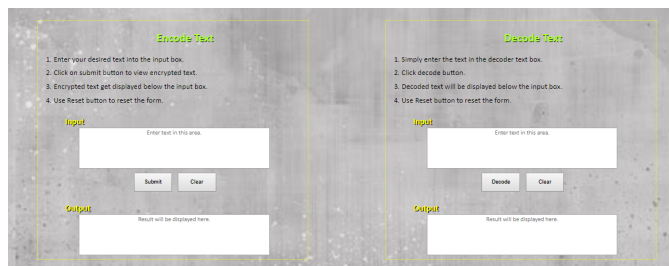 Encode Text
1. Enter your desired text into the input box.
2. Click on submit button to view encrypted text.
3. Encrypted text get displayed below the input box.
4. Use Reset button to reset the form.
Input
Enter text in this area.
Submit Clear
Output
Result will be displayed here.
Decode Text
1. Simply enter the text in the decoder text box.
2. Click decode button.
3. Decoded text will be displayed below the input box.
4. Use Reset button to reset the form.
Input
Enter text in this area.
Decode Clear
Output
Result will be displayed here.